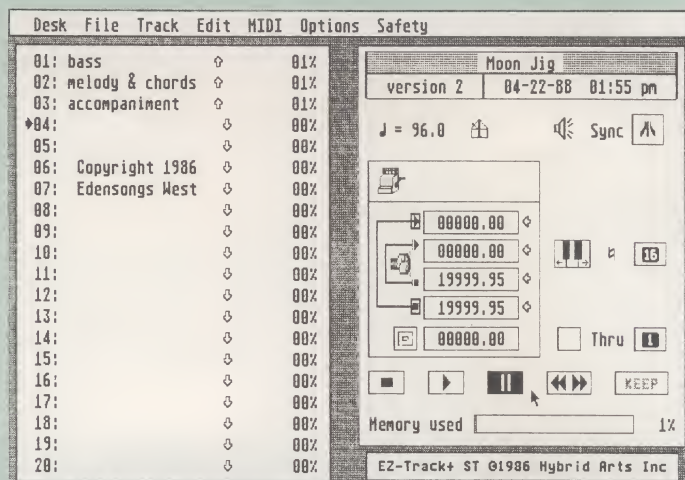 Desk File Track Edit MIDI Options Safety
01: bass 01%
02: melody & chords 01%
03: accompaniment 01%
04: 00%
05: 00%
06: Copyright 1986 00%
07: Edensongs West 00%
08: 00%
09: 00%
10: 00%
11: 00%
12: 00%
13: 00%
14: 00%
15: 00%
16: 00%
17: 00%
18: 00%
19: 00%
20: 00%
Moon Jig
version 2 04-22-88 01:55 pm
♩ = 96.0 Sync
00000.00
00000.00
19999.95
19999.95
00000.00
♮ 16
Thru 1
KEEP
Memory used 1%
EZ-Track+ ST ©1986 Hybrid Arts Inc